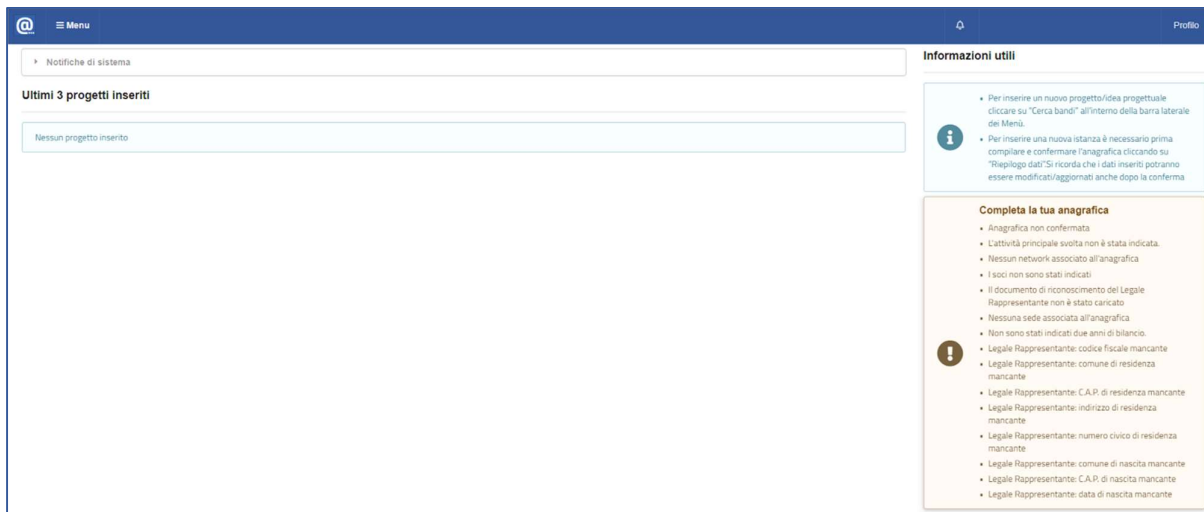 @
Menu
Profilo
Notifiche di sistema
Ultimi 3 progetti inseriti
Nessun progetto inserito
Informazioni utili
• Per inserire un nuovo progetto/idea progettuale
cliccare su "Cerca bandi" all'interno della barra laterale
dei Menù.
• Per inserire una nuova istanza è necessario prima
compilare e confermare l'anagrafica cliccando su
"Riepilogo dati".Si ricorda che i dati inseriti potranno
essere modificati/aggiornati anche dopo la conferma
Completa la tua anagrafica
• Anagrafica non confermata
• L'attività principale svolta non è stata indicata.
• Nessun network associato all'anagrafica
• I soci non sono stati indicati
• Il documento di riconoscimento del Legale
Rappresentante non è stato caricato
• Nessuna sede associata all'anagrafica
• Non sono stati indicati due anni di bilancio.
• Legale Rappresentante: codice fiscale mancante
• Legale Rappresentante: comune di residenza
mancante
• Legale Rappresentante: C.A.P. di residenza mancante
• Legale Rappresentante: indirizzo di residenza
mancante
• Legale Rappresentante: numero civico di residenza
mancante
• Legale Rappresentante: comune di nascita mancante
• Legale Rappresentante: C.A.P. di nascita mancante
• Legale Rappresentante: data di nascita mancante